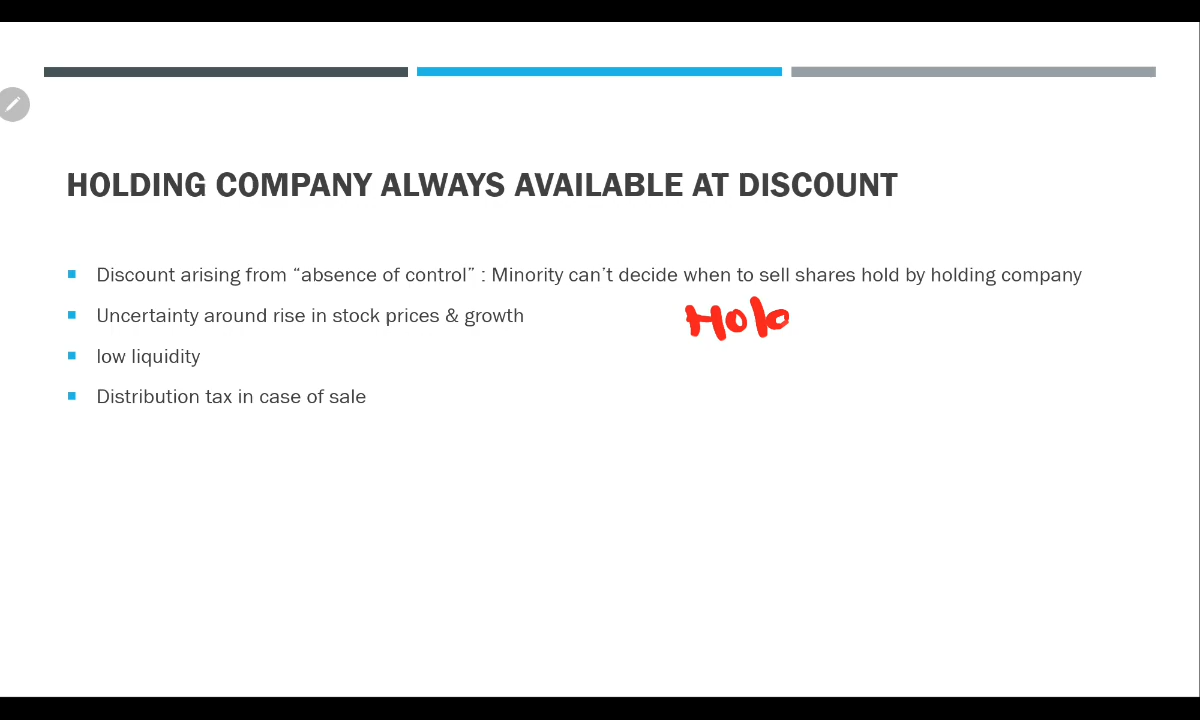 HOLDING COMPANY ALWAYS AVAILABLE AT DISCOUNT
Discount arising from “absence of control” : Minority can’t decide when to sell shares hold by holding company
Uncertainty around rise in stock prices & growth
low liquidity
Distribution tax in case of sale